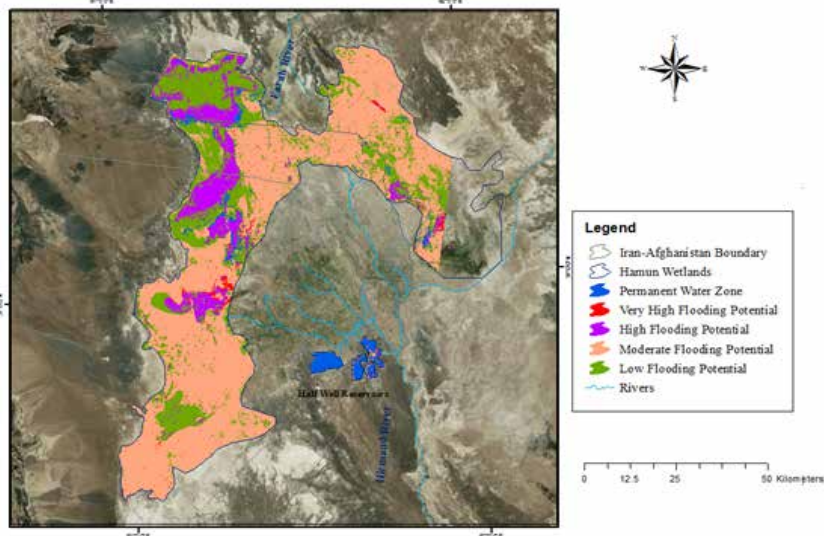 N
W
E
S
Farah River
Legend
Iran-Afghanistan Boundary
Hamun Wetlands
Permanent Water Zone
Very High Flooding Potential
High Flooding Potential
Moderate Flooding Potential
Low Flooding Potential
Rivers
Half Well Reservoirs
Hirmand River
0 12.5 25 50 Kilometers